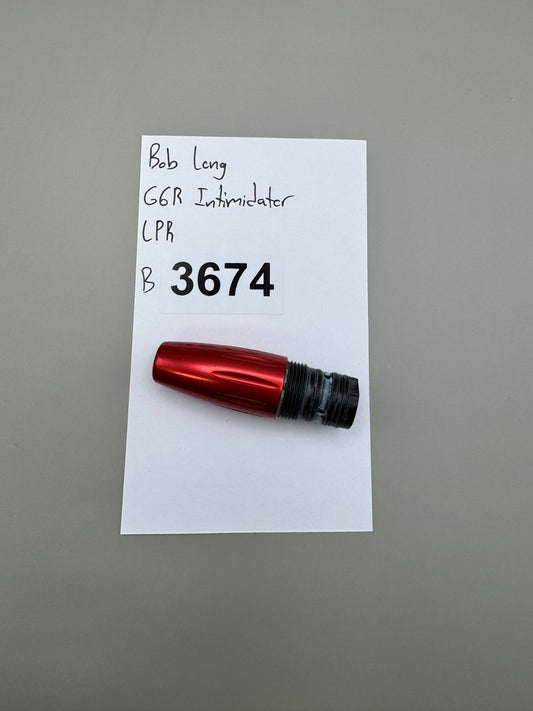 Bob Long
G6R Intimidator
LPR
B 3674